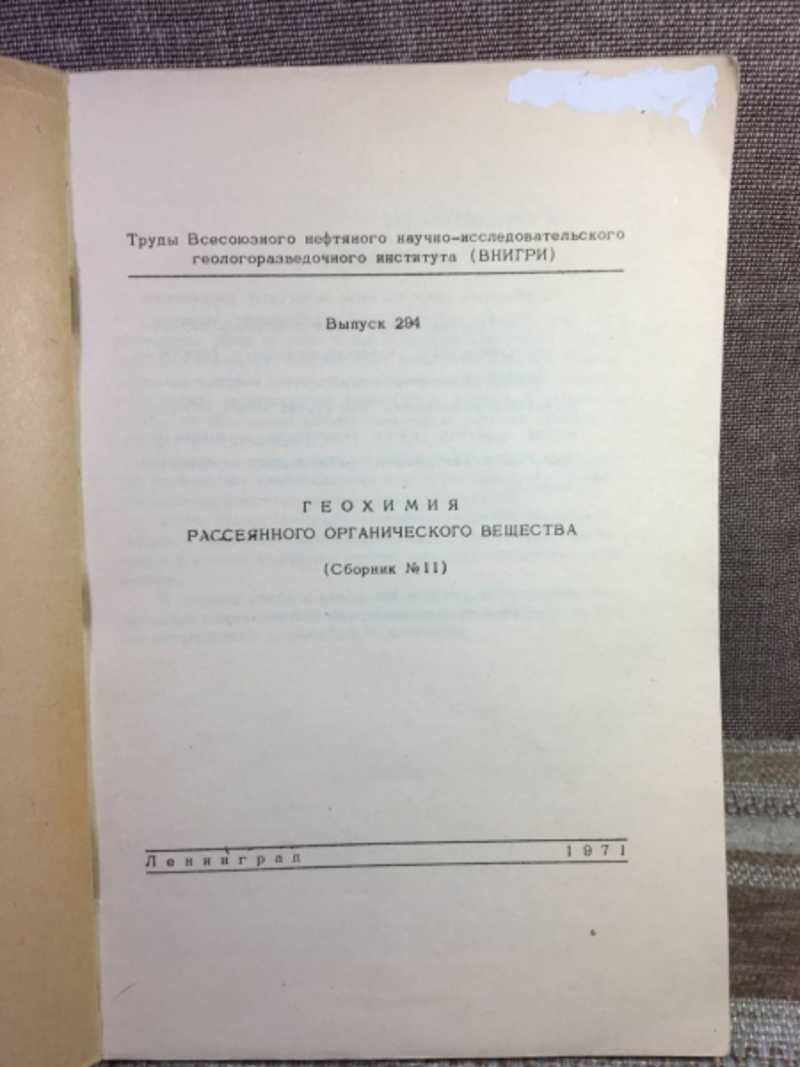 Труды Всесоюзного нефтяного научно-исследовательского
геологоразведочного института (ВНИГРИ)
Выпуск 294
ГЕОХИМИЯ
РАССЕЯННОГО ОРГАНИЧЕСКОГО ВЕЩЕСТВА
(Сборник №11)
Ленинград 1971